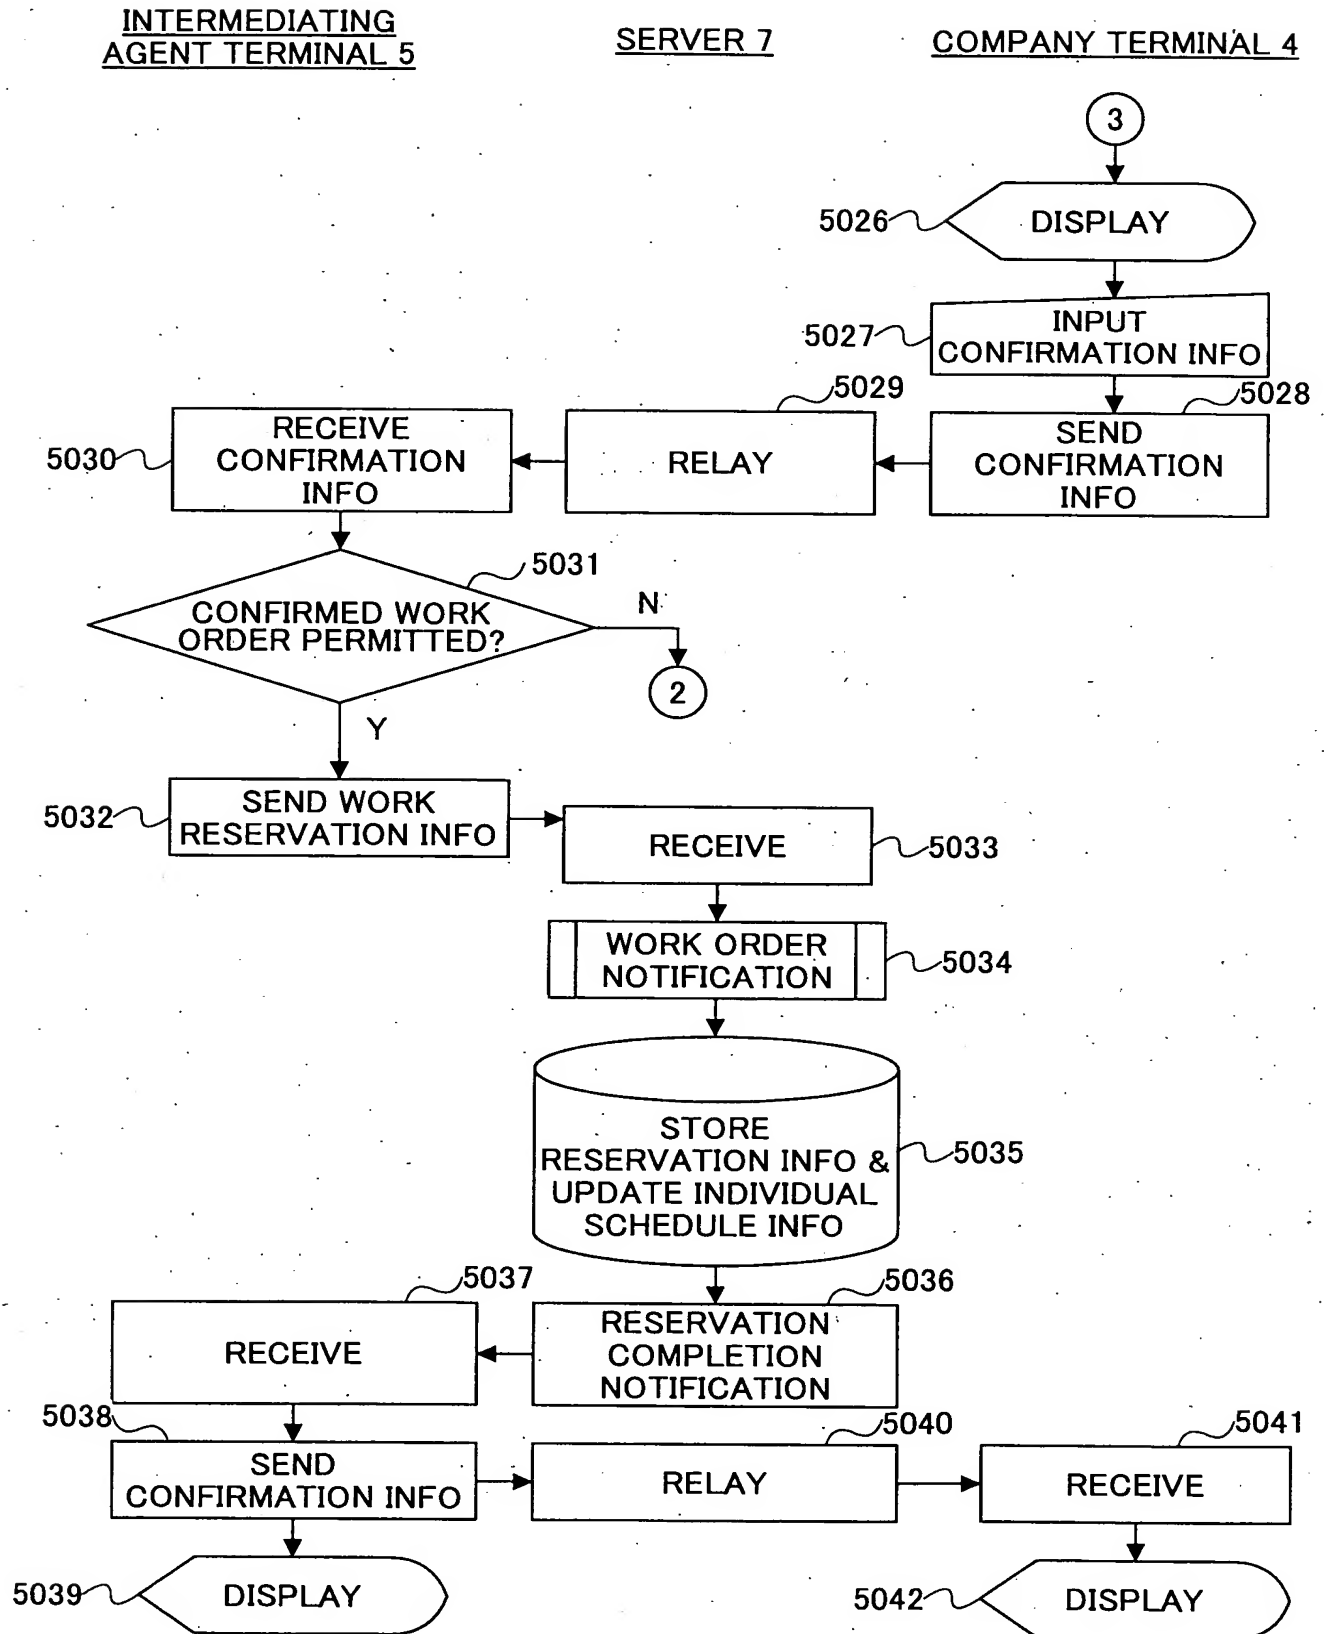 INTERMEDIATING
AGENT TERMINAL 5
SERVER 7
COMPANY TERMINAL 4
3
5026
DISPLAY
5027
INPUT
CONFIRMATION INFO
5028
SEND
CONFIRMATION
INFO
5029
RELAY
5030
RECEIVE
CONFIRMATION
INFO
5031
CONFIRMED WORK
ORDER PERMITTED?
N
2
Y
5032
SEND WORK
RESERVATION INFO
RECEIVE
5033
WORK ORDER
NOTIFICATION
5034
STORE
RESERVATION INFO &
UPDATE INDIVIDUAL
SCHEDULE INFO
5035
5036
RESERVATION
COMPLETION
NOTIFICATION
5037
RECEIVE
5038
SEND
CONFIRMATION INFO
5040
RELAY
5041
RECEIVE
5039
DISPLAY
5042
DISPLAY